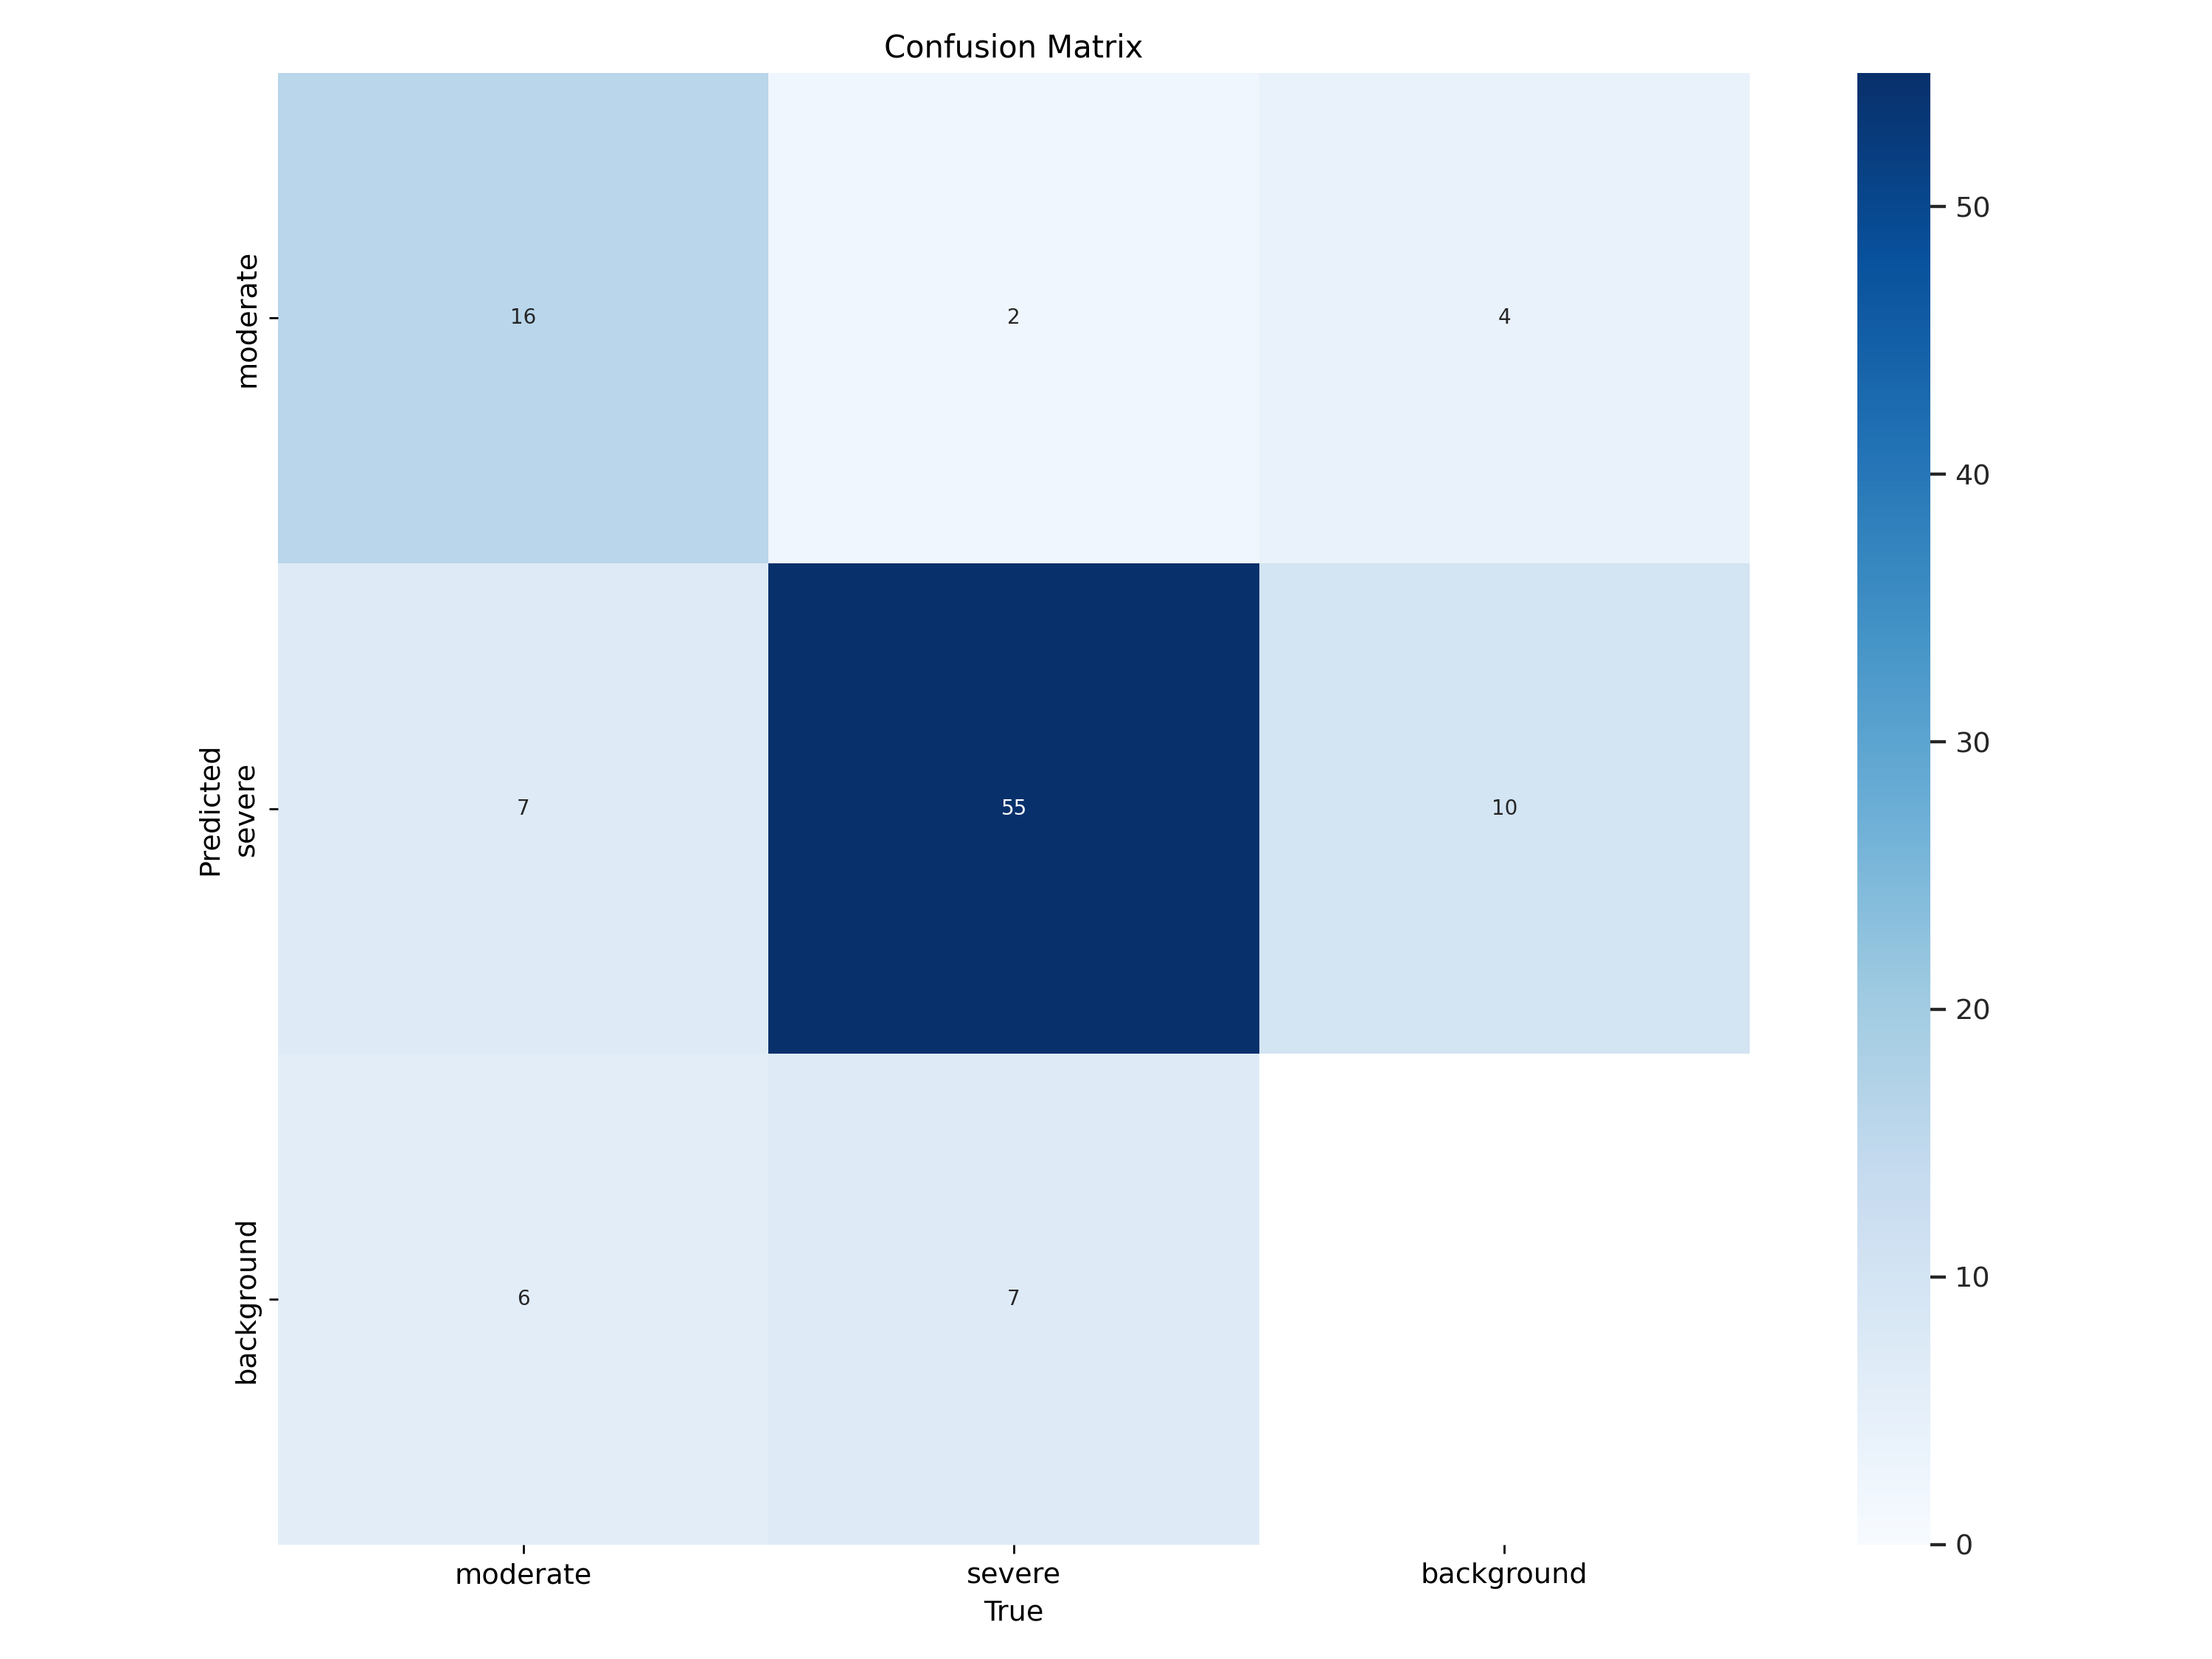 Confusion Matrix
moderate
16
2
4
50
40
30
20
10
0
Predicted
severe
7
55
10
background
6
7
moderate
severe
background
True